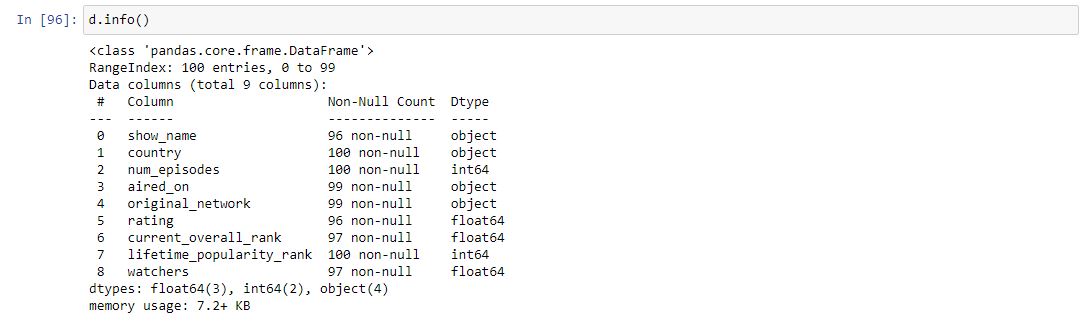 In [96]: d.info()
<class 'pandas.core.frame.DataFrame'>
RangeIndex: 100 entries, 0 to 99
Data columns (total 9 columns):
 #   Column                    Non-Null Count  Dtype
---  ------                    --------------  -----
 0   show_name                 96 non-null     object
 1   country                   100 non-null    object
 2   num_episodes              100 non-null    int64
 3   aired_on                  99 non-null     object
 4   original_network          99 non-null     object
 5   rating                    96 non-null     float64
 6   current_overall_rank      97 non-null     float64
 7   lifetime_popularity_rank  100 non-null    int64
 8   watchers                  97 non-null     float64
dtypes: float64(3), int64(2), object(4)
memory usage: 7.2+ KB